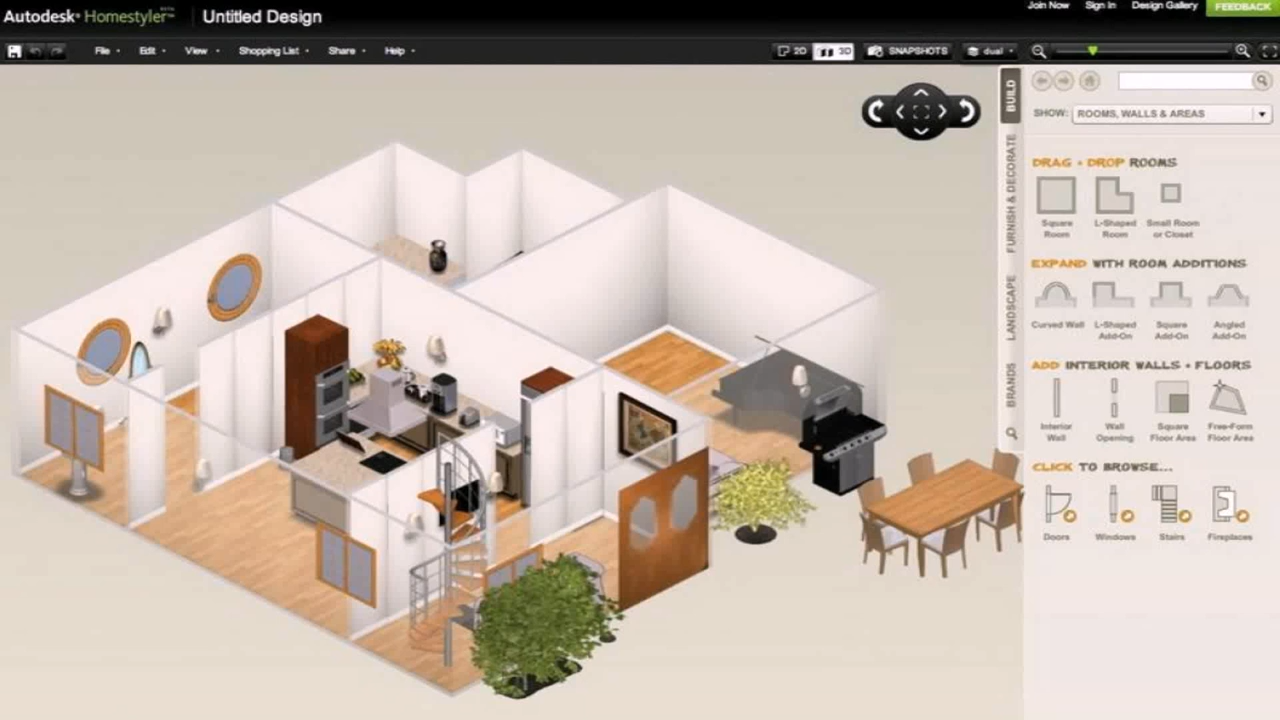 Autodesk® Homestyler™ BETA
Untitled Design
Join Now Sign In Design Gallery FEEDBACK
File Edit View Shopping List Share Help
2D 3D SNAPSHOTS dual
BUILD
FURNISH & DECORATE
LANDSCAPE
BRANDS
SHOW: ROOMS, WALLS & AREAS
DRAG + DROP ROOMS
Square Room
L-Shaped Room
Small Room or Closet
EXPAND WITH ROOM ADDITIONS
Curved Wall
L-Shaped Add-On
Square Add-On
Angled Add-On
ADD INTERIOR WALLS + FLOORS
Interior Wall
Wall Opening
Square Floor Area
Free-Form Floor Area
CLICK TO BROWSE...
Doors Windows Stairs Fireplaces